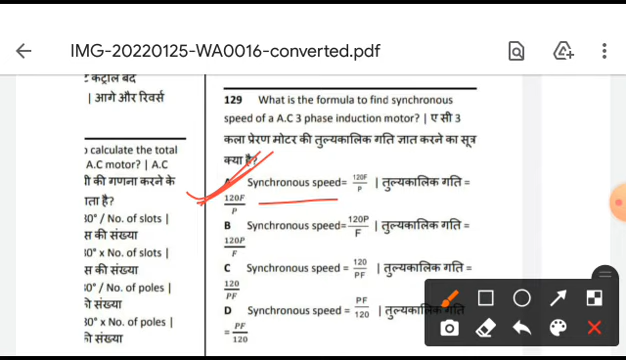 IMG-20220125-WA0016-converted.pdf
कंट्रोल बंद
| आगे और रिवर्स
calculate the total
A.C motor? | A.C
की गणना करने के
? 
0° / No. of slots |
स की संख्या
0° x No. of slots |
स की संख्या
0° / No. of poles |
ी संख्या
30° x No. of poles |
ी संख्या
129 What is the formula to find synchronous
speed of a A.C 3 phase induction motor? | ए सी 3
कला प्रेरण मोटर की तुल्यकालिक गति ज्ञात करने का सूत्र
क्या है?
A Synchronous speed= 120F/P | तुल्यकालिक गति =
120F/P
B Synchronous speed=120P/F | तुल्यकालिक गति =
120P/F
C Synchronous speed = 120/PF | तुल्यकालिक गति =
120/PF
D Synchronous speed = PF/120 | तुल्यकालिक गति
= PF/120